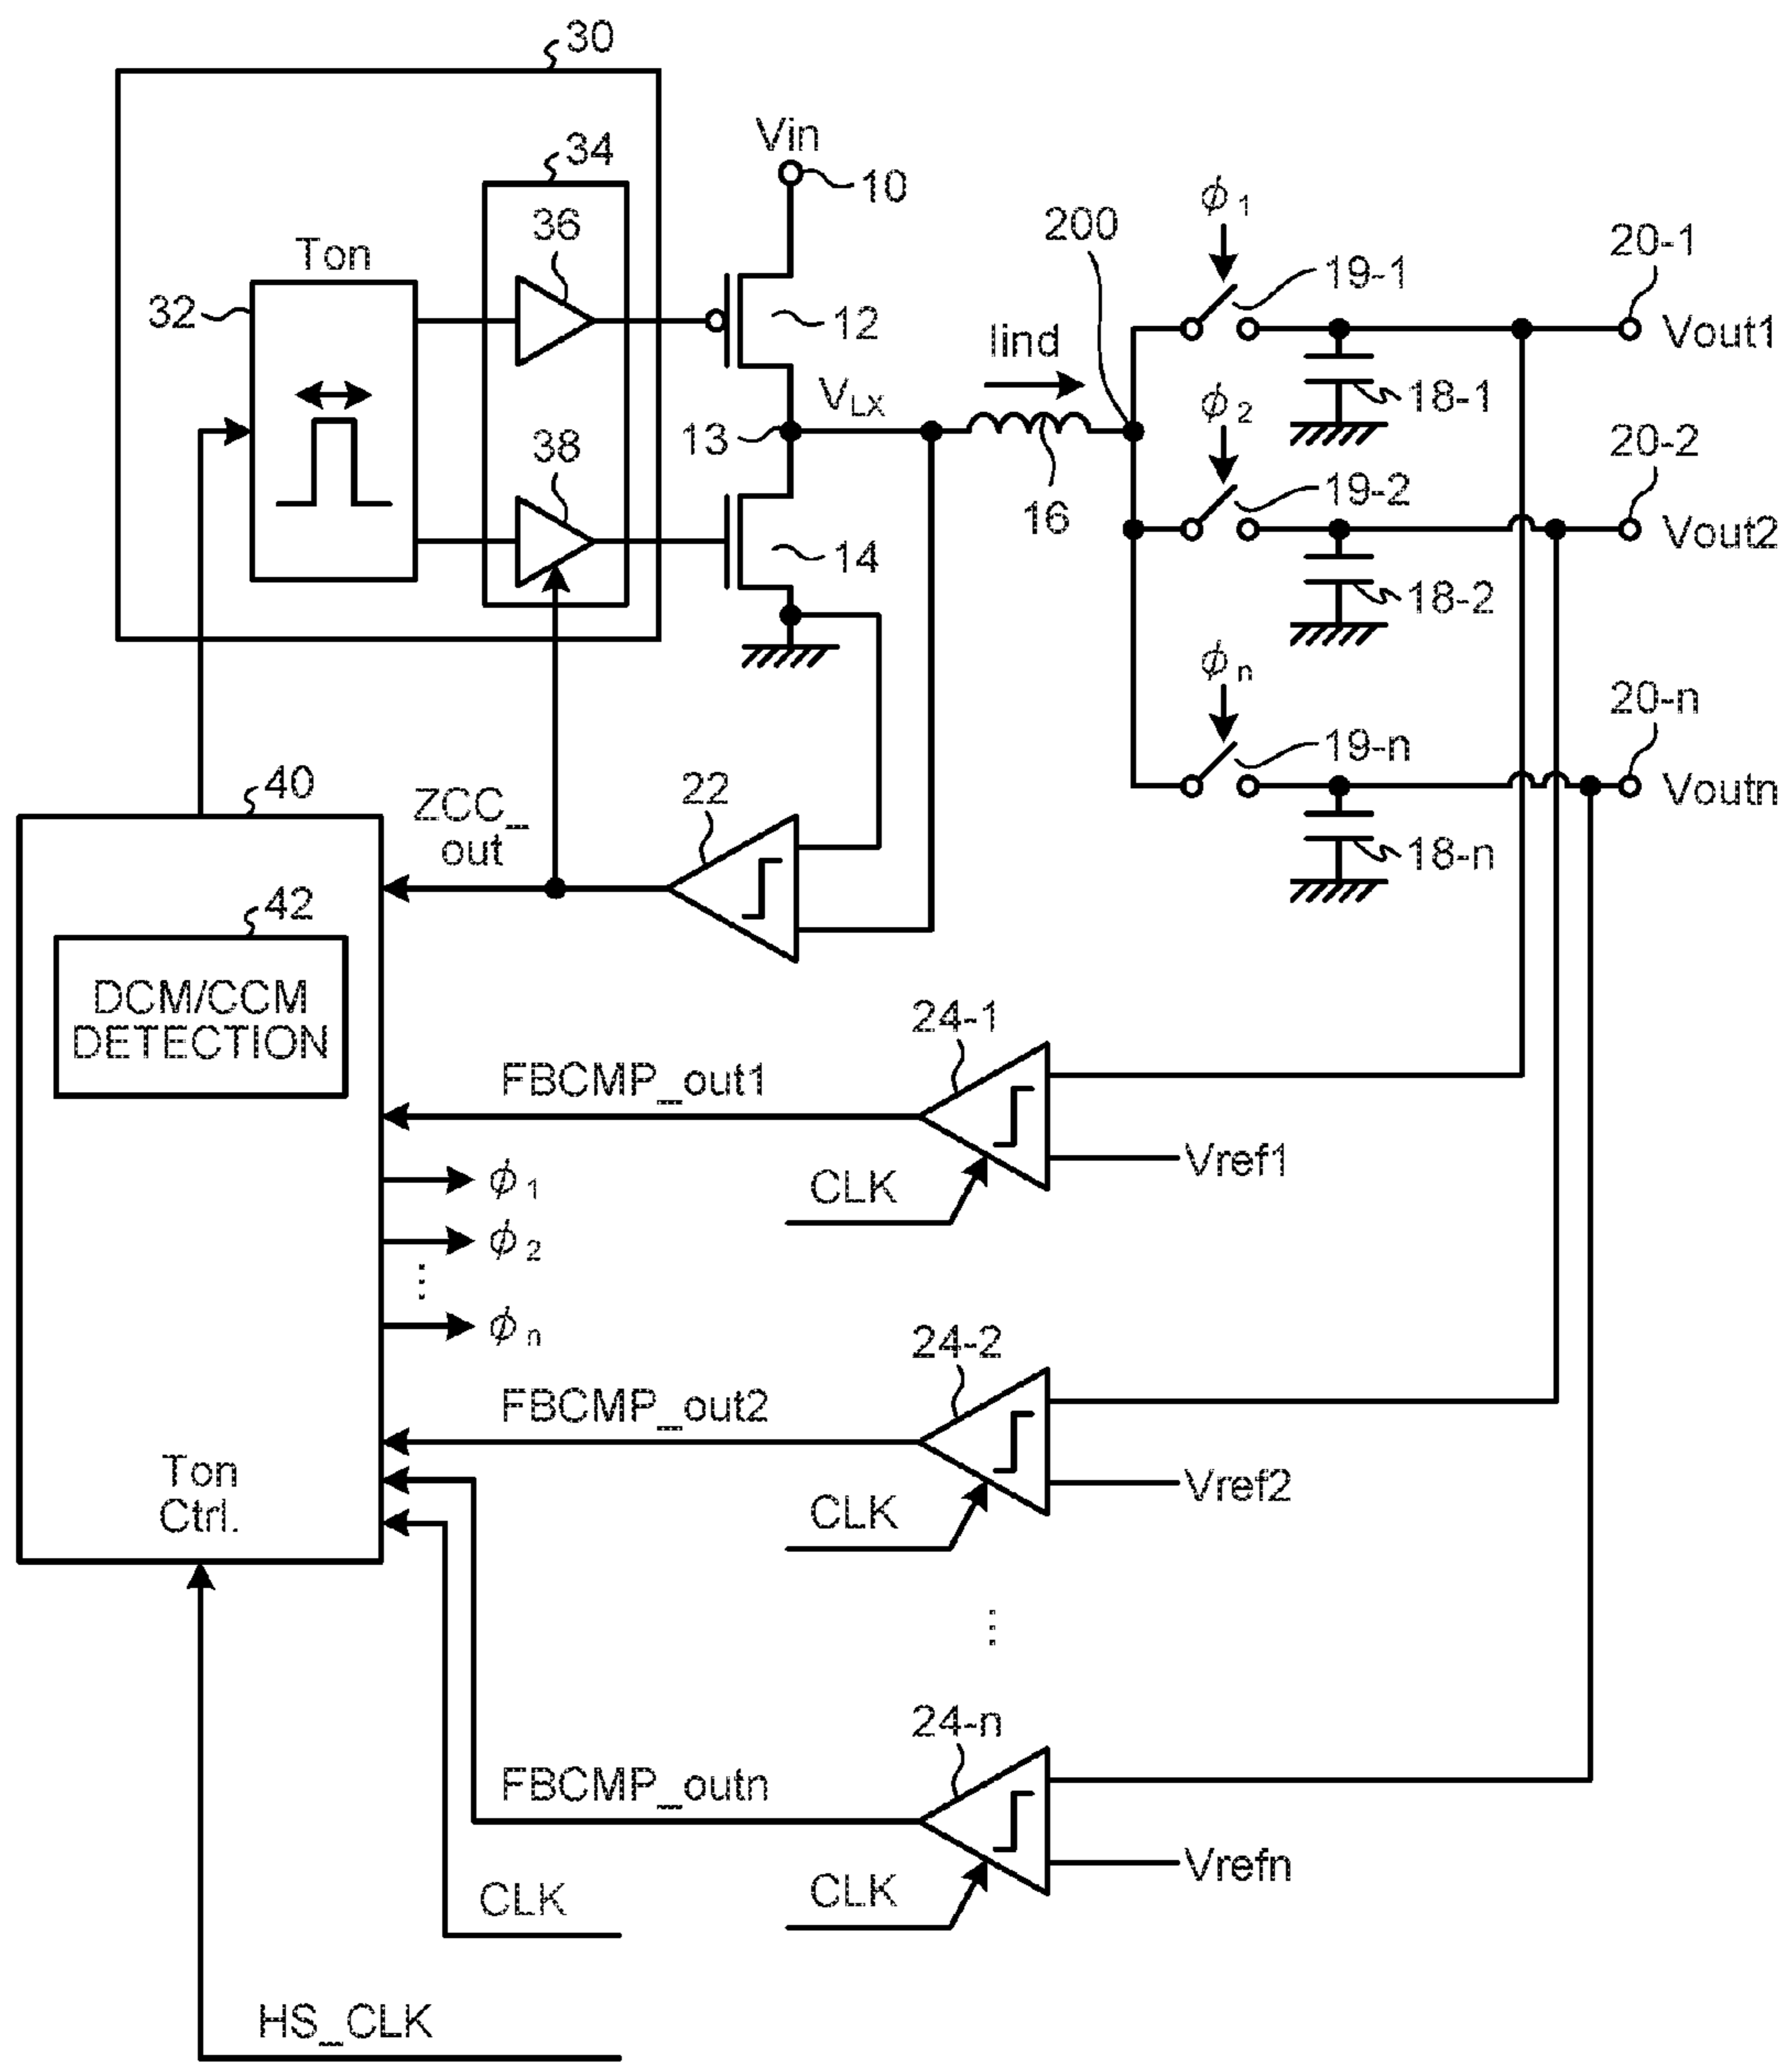 30
Vin
34
10
36
ϕ1
20-1
200
Ton
19-1
32
12
Iind
Vout1
VLX
18-1
ϕ2
13
38
20-2
19-2
16
Vout2
14
18-2
ϕn
20-n
19-n
40
ZCC_
out
22
Voutn
18-n
42
DCM/CCM
DETECTION
24-1
FBCMP_out1
Vref1
CLK
ϕ1
ϕ2
⋮
ϕn
24-2
FBCMP_out2
Ton
Ctrl.
Vref2
CLK
⋮
24-n
FBCMP_outn
Vrefn
CLK
CLK
HS_CLK